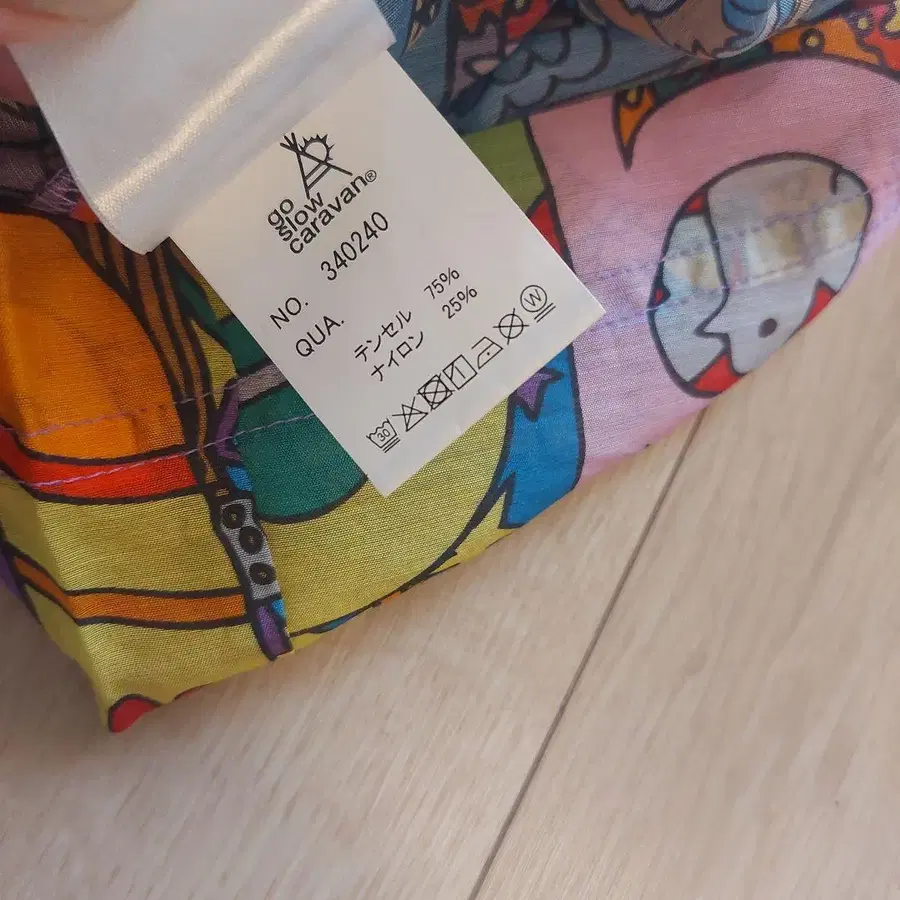 go
slow
caravan®
NO. 340240
QUA.
テンセル 75%
ナイロン 25%
30
W